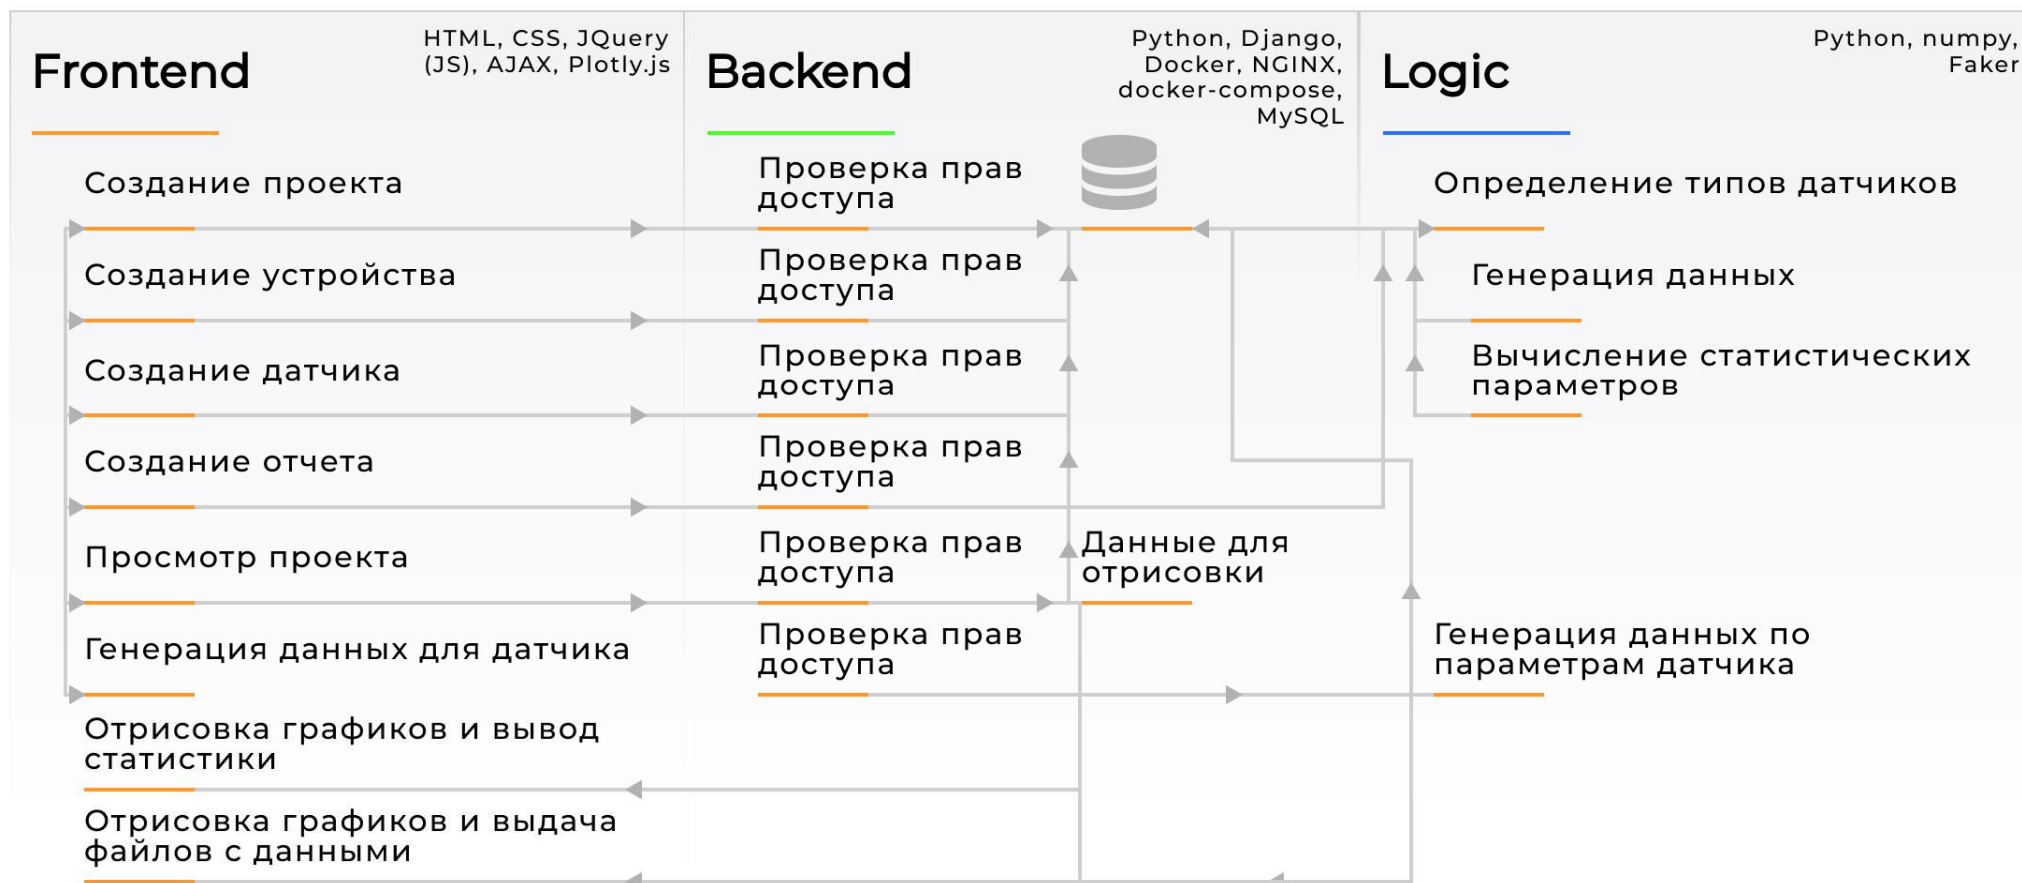 Frontend
HTML, CSS, JQuery
(JS), AJAX, Plotly.js
Создание проекта
Создание устройства
Создание датчика
Создание отчета
Просмотр проекта
Генерация данных для датчика
Отрисовка графиков и вывод
статистики
Отрисовка графиков и выдача
файлов с данными
Backend
Python, Django,
Docker, NGINX,
docker-compose,
MySQL
Проверка прав
доступа
Проверка прав
доступа
Проверка прав
доступа
Проверка прав
доступа
Проверка прав
доступа
Данные для
отрисовки
Проверка прав
доступа
Logic
Python, numpy,
Faker
Определение типов датчиков
Генерация данных
Вычисление статистических
параметров
Генерация данных по
параметрам датчика